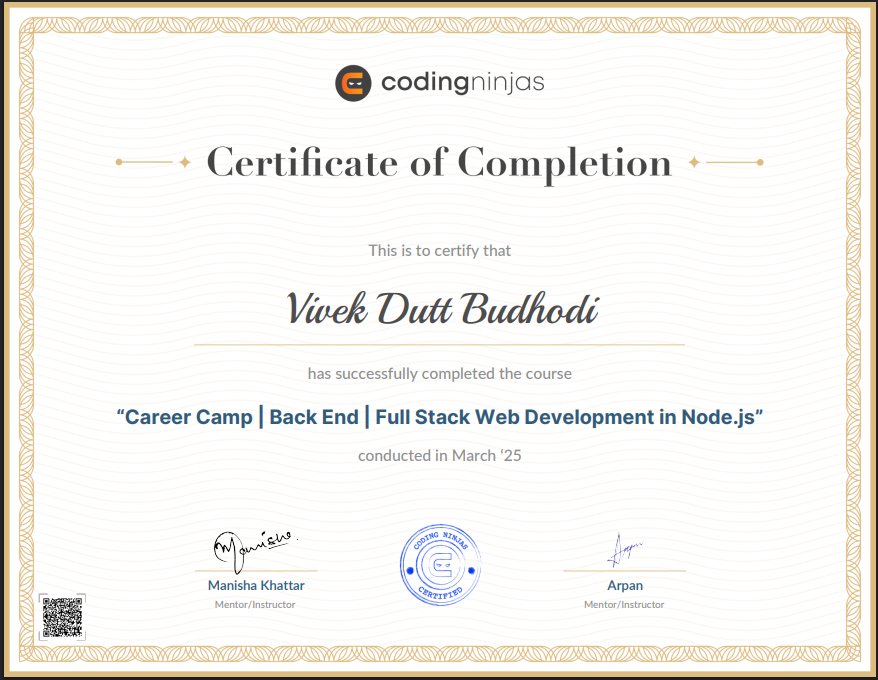 codingninjas
Certificate of Completion
This is to certify that
Vivek Dutt Budhodi
has successfully completed the course
“Career Camp | Back End | Full Stack Web Development in Node.js”
conducted in March ‘25
Manishe
CODING NINJAS
CERTIFIED
Manisha Khattar
Mentor/Instructor
Arpan
Mentor/Instructor